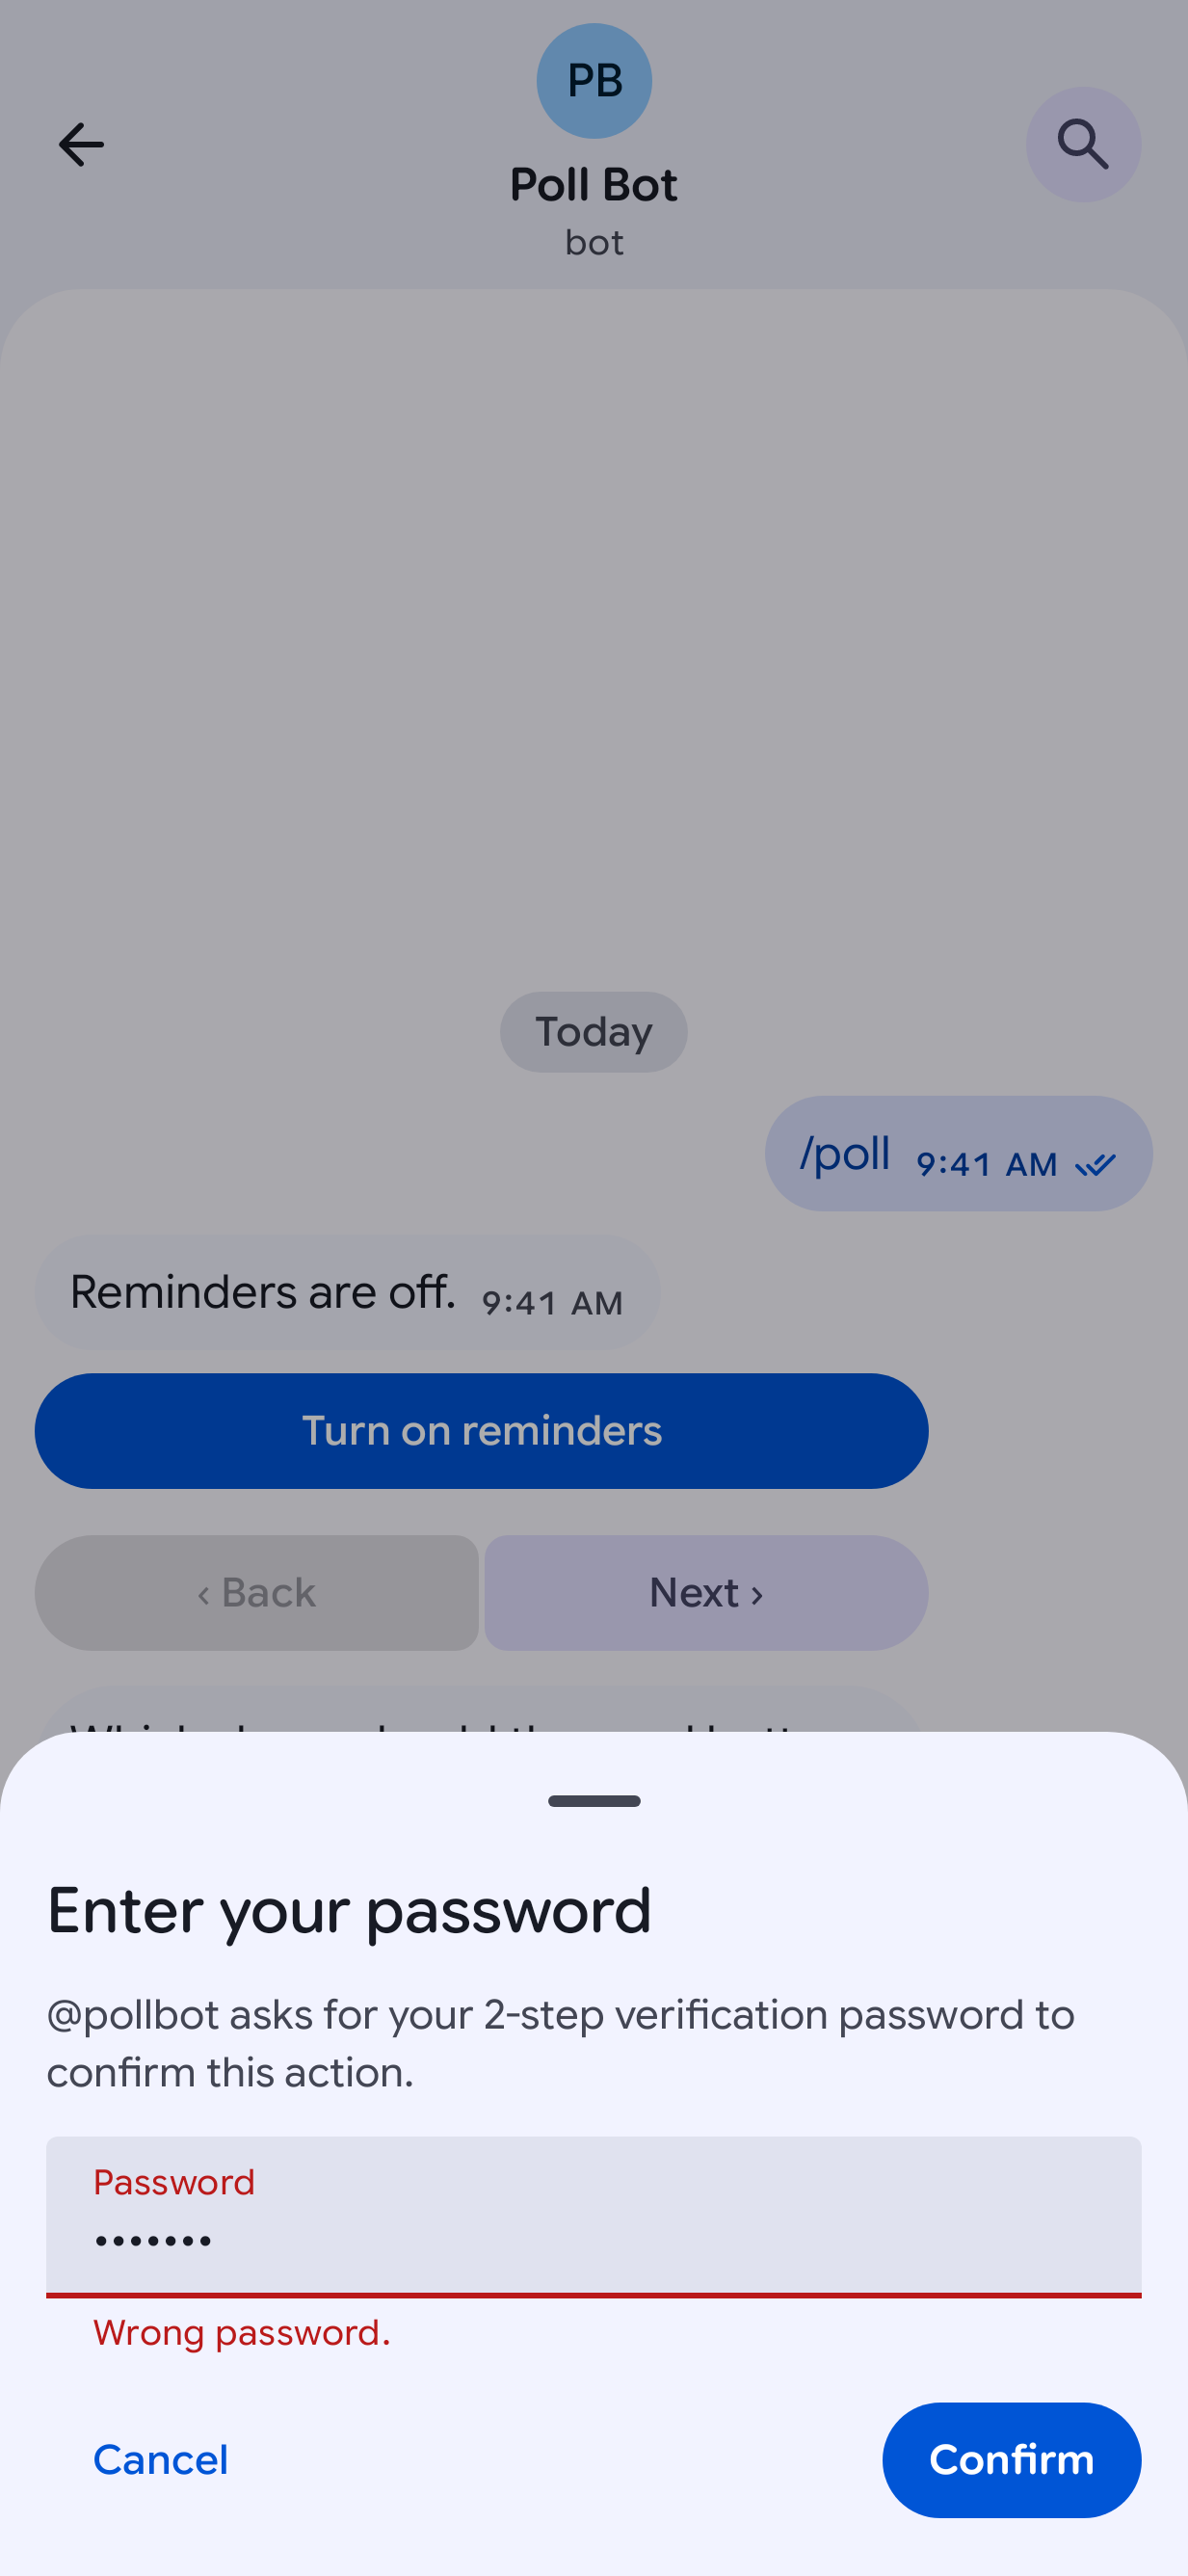 PB
Poll Bot
bot
Today
/poll 9:41 AM
Reminders are off. 9:41 AM
Turn on reminders
‹ Back
Next ›
Enter your password
@pollbot asks for your 2-step verification password to
confirm this action.
Password
•••••••
Wrong password.
Cancel
Confirm